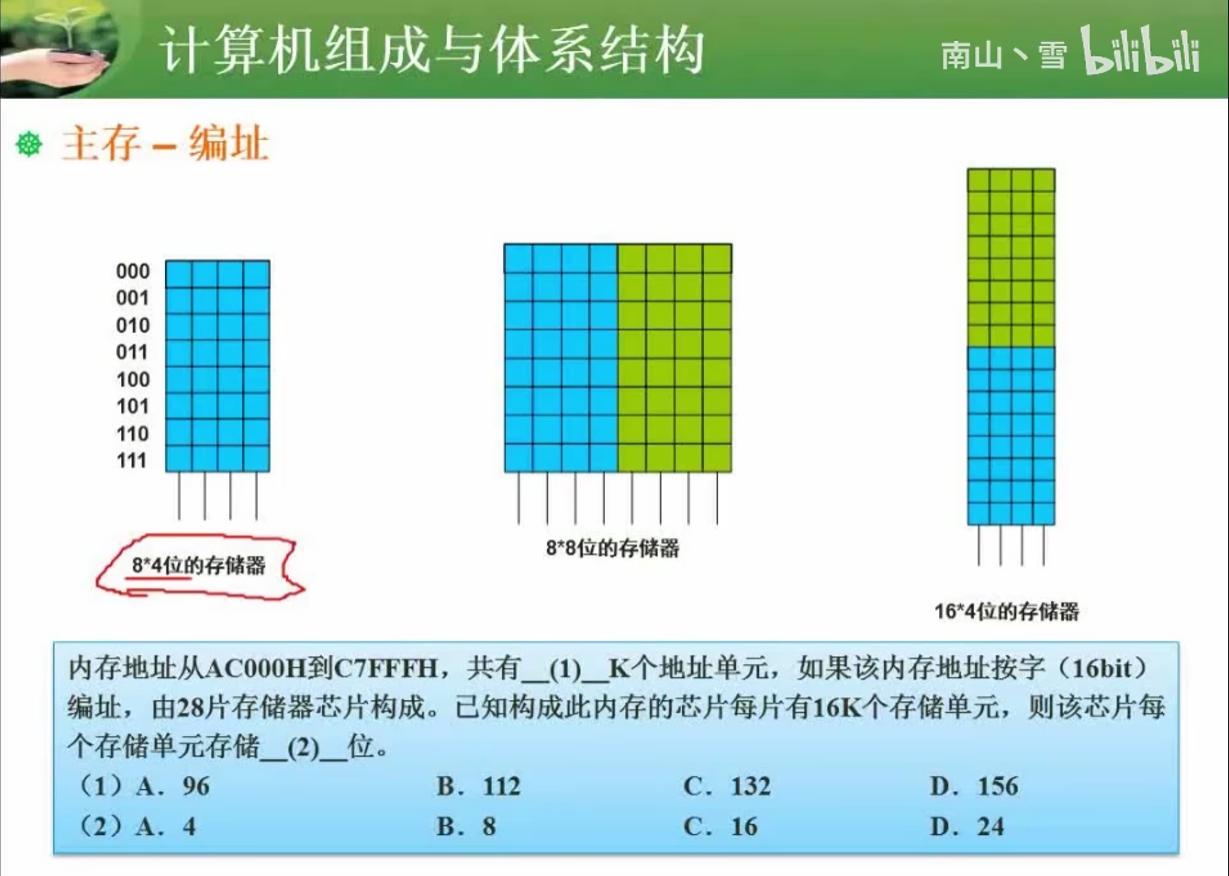 计算机组成与体系结构
南山丶雪 bilibili
主存 – 编址
000
001
010
011
100
101
110
111
8*4位的存储器
8*8位的存储器
16*4位的存储器
内存地址从AC000H到C7FFFH，共有__(1)__K个地址单元，如果该内存地址按字（16bit）
编址，由28片存储器芯片构成。已知构成此内存的芯片每片有16K个存储单元，则该芯片每
个存储单元存储__(2)__位。
（1）A．96 B．112 C．132 D．156
（2）A．4 B．8 C．16 D．24